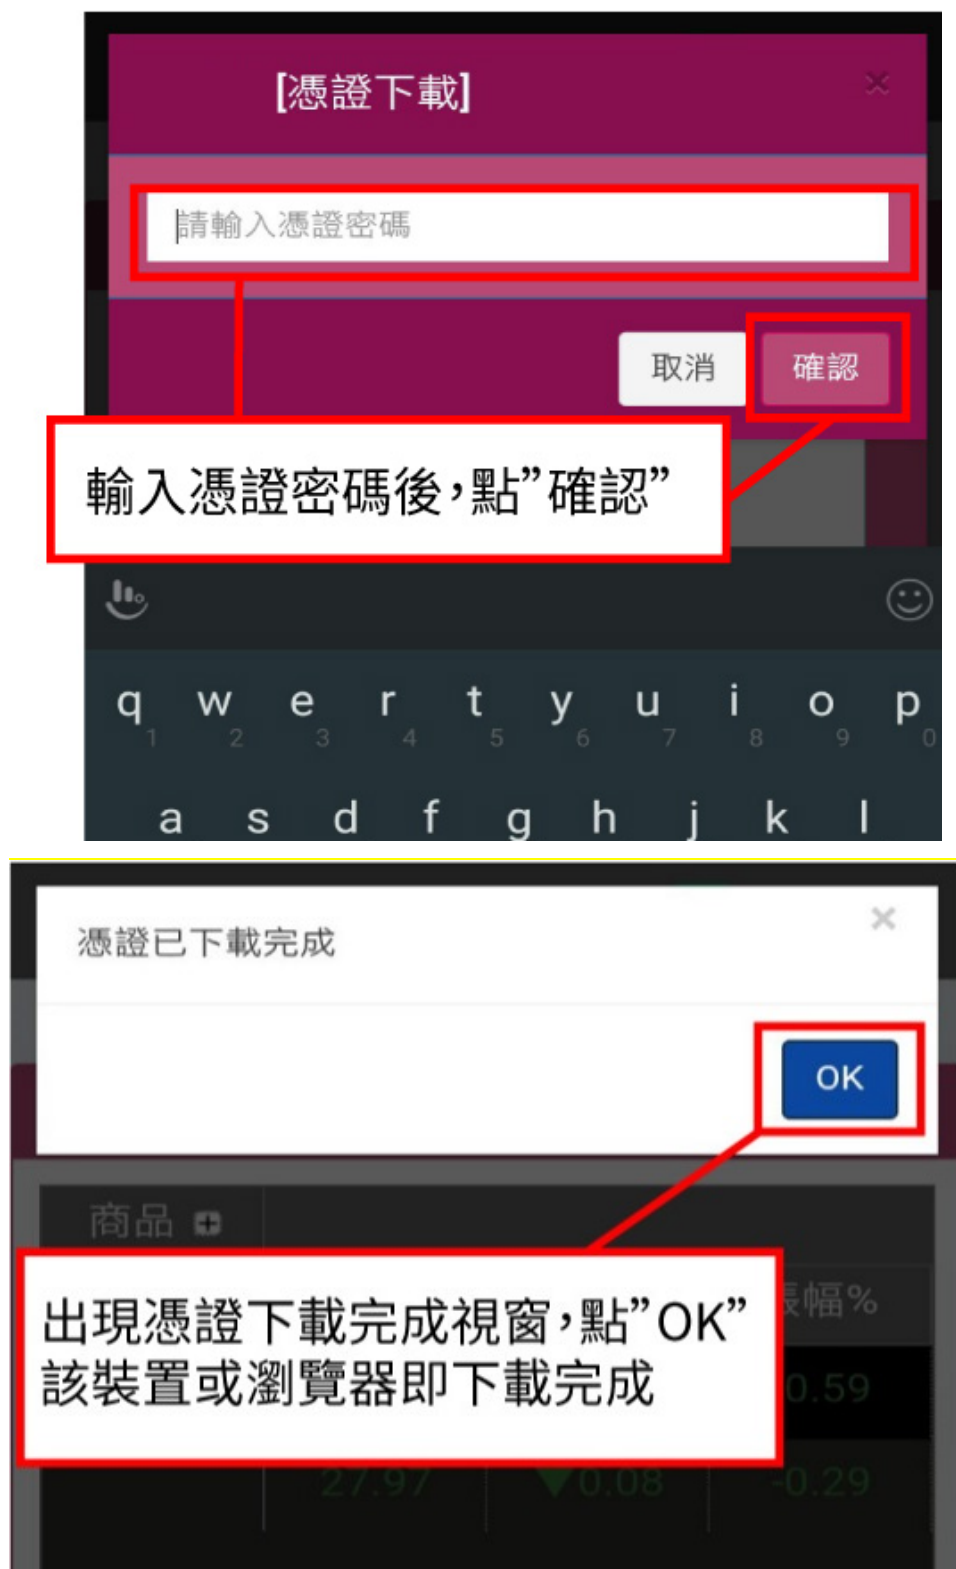 [憑證下載]
×
請輸入憑證密碼
取消
確認
輸入憑證密碼後,點”確認”
q w e r t y u i o p
1 2 3 4 5 6 7 8 9 0
a s d f g h j k l
憑證已下載完成
×
OK
商品
幅%
出現憑證下載完成視窗,點”OK”
該裝置或瀏覽器即下載完成
0.59
27.97 ▼0.08 -0.29